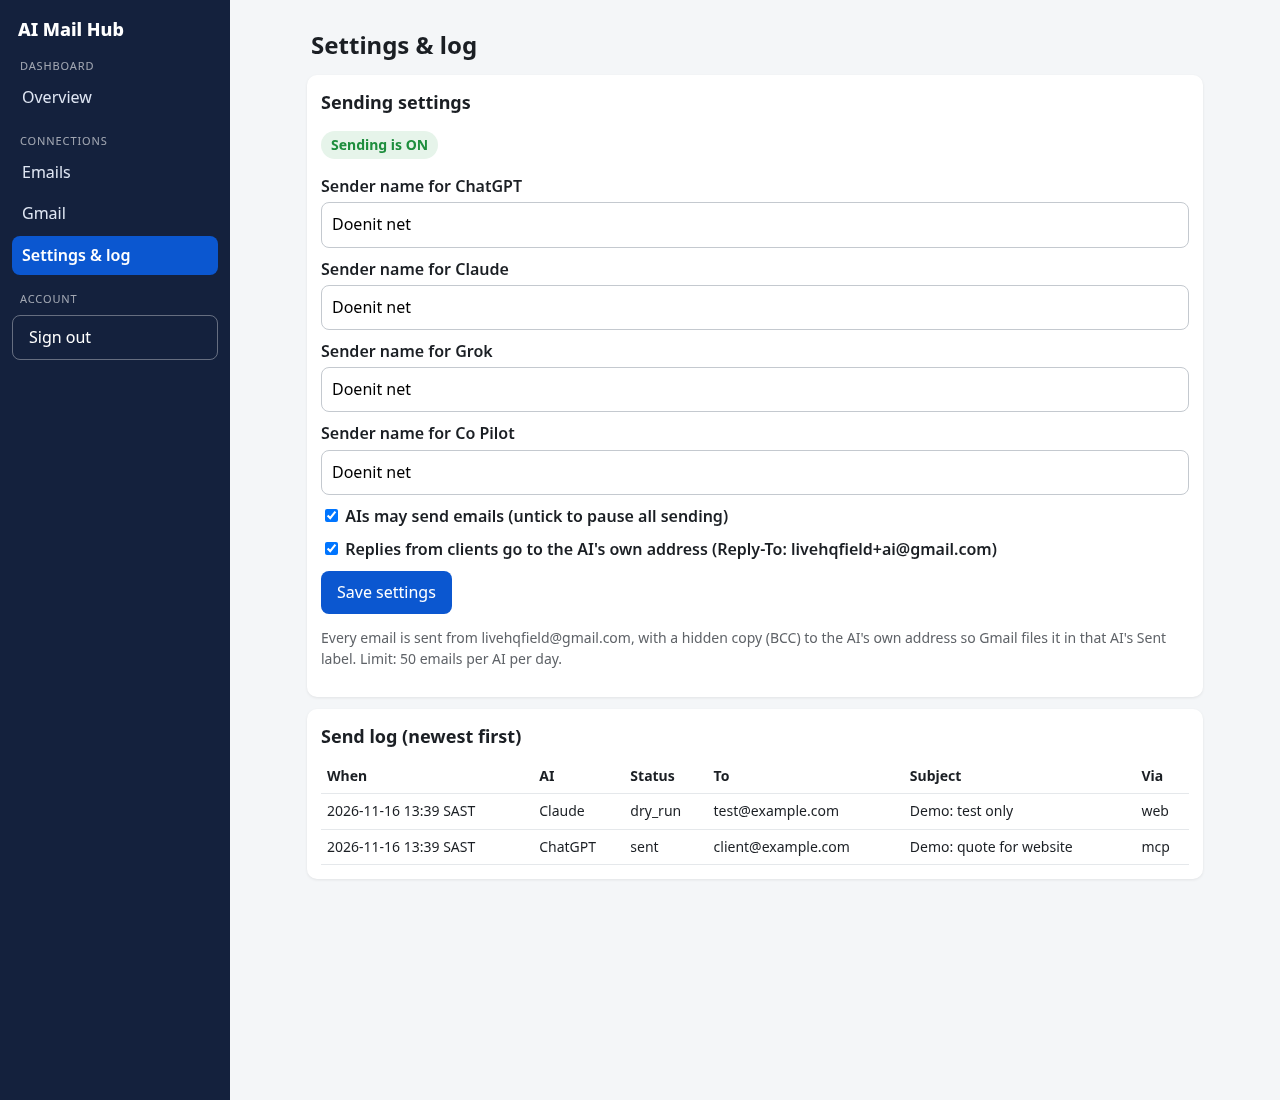 AI Mail Hub
DASHBOARD
Overview
CONNECTIONS
Emails
Gmail
Settings & log
ACCOUNT
Sign out
Settings & log
Sending settings
Sending is ON
Sender name for ChatGPT
Doenit net
Sender name for Claude
Doenit net
Sender name for Grok
Doenit net
Sender name for Co Pilot
Doenit net
AIs may send emails (untick to pause all sending)
Replies from clients go to the AI's own address (Reply-To: livehqfield+ai@gmail.com)
Save settings
Every email is sent from livehqfield@gmail.com, with a hidden copy (BCC) to the AI's own address so Gmail files it in that AI's Sent
label. Limit: 50 emails per AI per day.
Send log (newest first)
When AI Status To Subject Via
2026-11-16 13:39 SAST Claude dry_run test@example.com Demo: test only web
2026-11-16 13:39 SAST ChatGPT sent client@example.com Demo: quote for website mcp